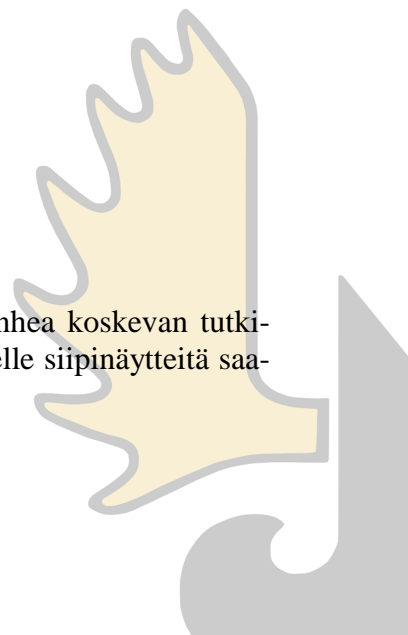 nhea koskevan tutki-
elle siipinäytteitä saa-